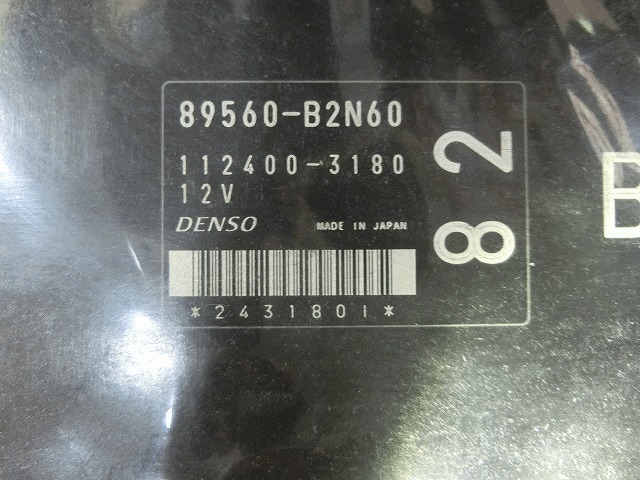 89560-B2N60
112400-3180
12V
DENSO MADE IN JAPAN
*2431801*
82
B